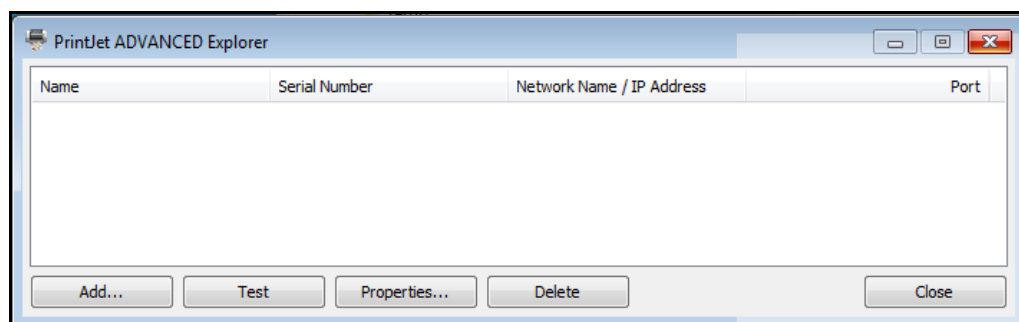 PrintJet ADVANCED Explorer
Name Serial Number Network Name / IP Address Port
Add... Test Properties... Delete Close